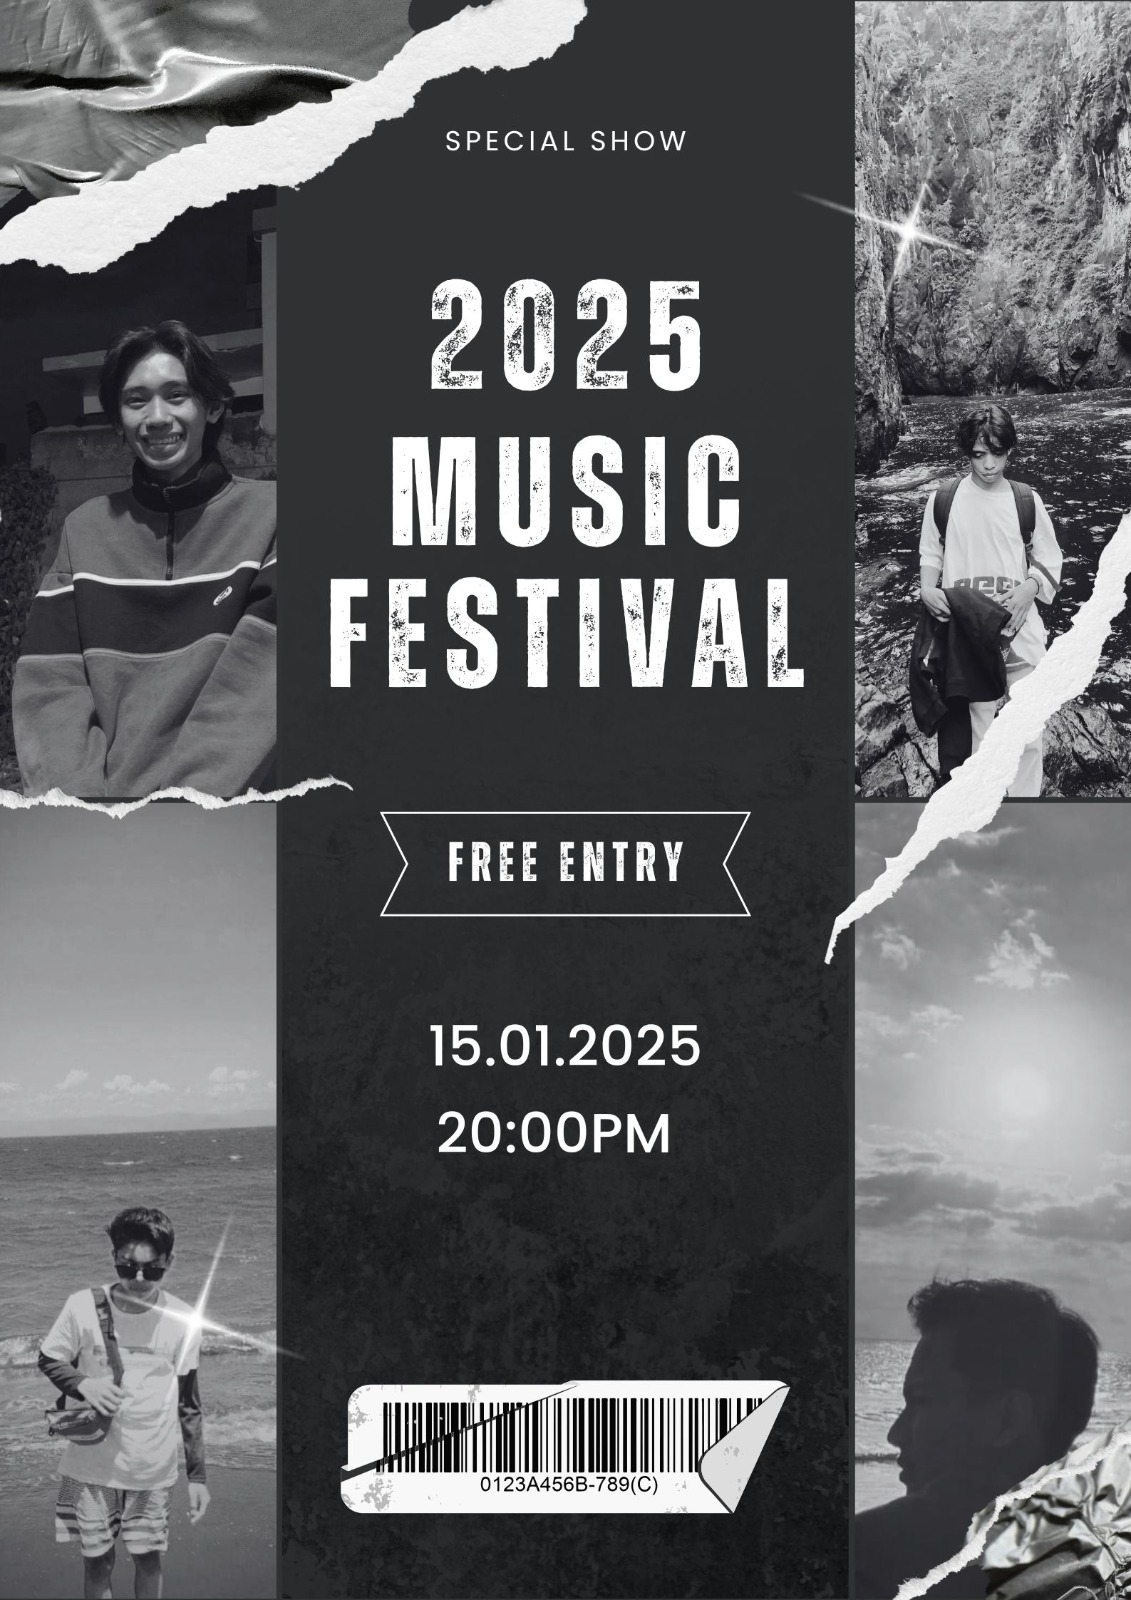 SPECIAL SHOW
2025
MUSIC
FESTIVAL
FREE ENTRY
15.01.2025
20:00PM
0123A456B-789(C)